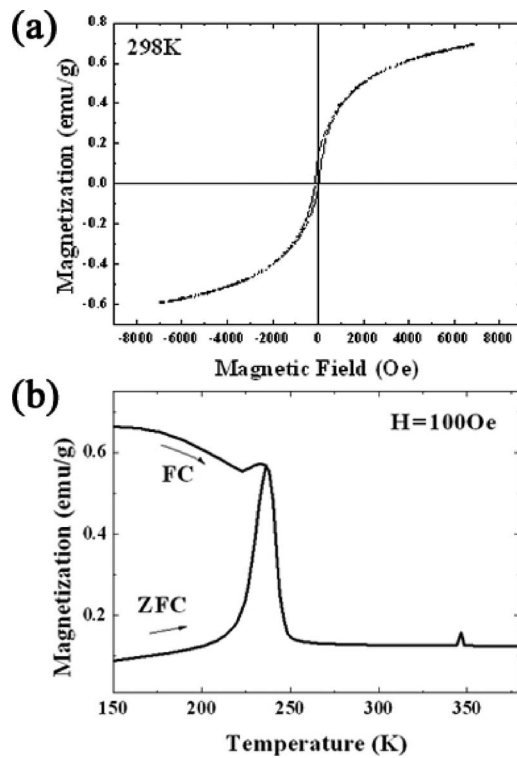 (a)
298K
Magnetization (emu/g)
0.8
0.6
0.4
0.2
0.0
-0.2
-0.4
-0.6
-8000 -6000 -4000 -2000 0 2000 4000 6000 8000
Magnetic Field (Oe)
(b)
H=100Oe
Magnetization (emu/g)
0.6
0.4
0.2
FC
ZFC
150 200 250 300 350
Temperature (K)